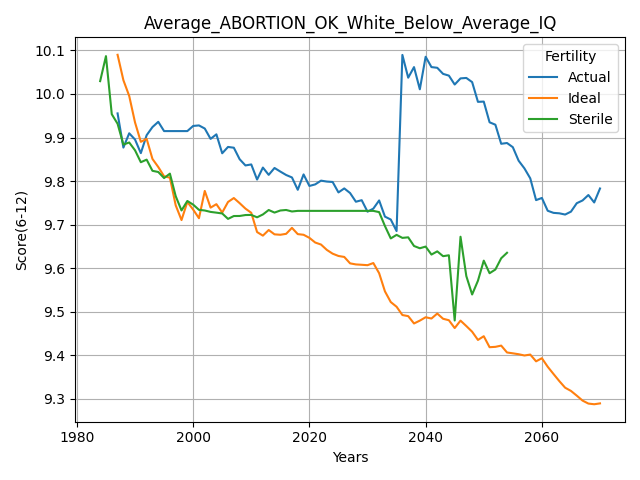 Average_ABORTION_OK_White_Below_Average_IQ
Fertility
Actual
Ideal
Sterile
Score(6-12)
10.1
10.0
9.9
9.8
9.7
9.6
9.5
9.4
9.3
1980 2000 2020 2040 2060
Years